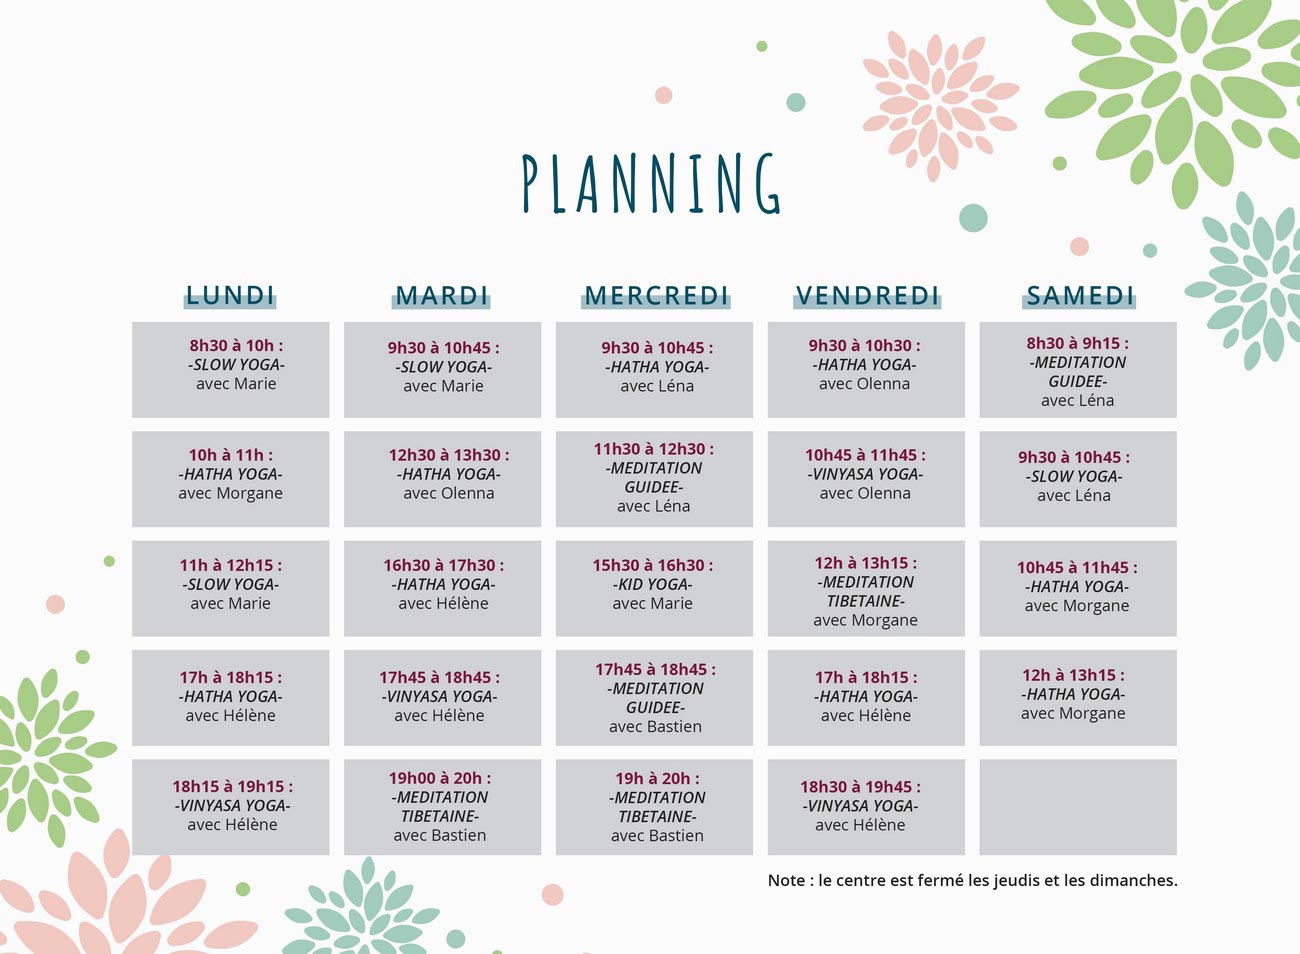 PLANNING
LUNDI
MARDI
MERCREDI
VENDREDI
SAMEDI
8h30 à 10h :
-SLOW YOGA-
avec Marie
9h30 à 10h45 :
-SLOW YOGA-
avec Marie
9h30 à 10h45 :
-HATHA YOGA-
avec Léna
9h30 à 10h30 :
-HATHA YOGA-
avec Olenna
8h30 à 9h15 :
-MEDITATION
GUIDEE-
avec Léna
10h à 11h :
-HATHA YOGA-
avec Morgane
12h30 à 13h30 :
-HATHA YOGA-
avec Olenna
11h30 à 12h30 :
-MEDITATION
GUIDEE-
avec Léna
10h45 à 11h45 :
-VINYASA YOGA-
avec Olenna
9h30 à 10h45 :
-SLOW YOGA-
avec Léna
11h à 12h15 :
-SLOW YOGA-
avec Marie
16h30 à 17h30 :
-HATHA YOGA-
avec Hélène
15h30 à 16h30 :
-KID YOGA-
avec Marie
12h à 13h15 :
-MEDITATION
TIBETAINE-
avec Morgane
10h45 à 11h45 :
-HATHA YOGA-
avec Morgane
17h à 18h15 :
-HATHA YOGA-
avec Hélène
17h45 à 18h45 :
-VINYASA YOGA-
avec Hélène
17h45 à 18h45 :
-MEDITATION
GUIDEE-
avec Bastien
17h à 18h15 :
-HATHA YOGA-
avec Hélène
12h à 13h15 :
-HATHA YOGA-
avec Morgane
18h15 à 19h15 :
-VINYASA YOGA-
avec Hélène
19h00 à 20h :
-MEDITATION
TIBETAINE-
avec Bastien
19h à 20h :
-MEDITATION
TIBETAINE-
avec Bastien
18h30 à 19h45 :
-VINYASA YOGA-
avec Hélène
Note : le centre est fermé les jeudis et les dimanches.